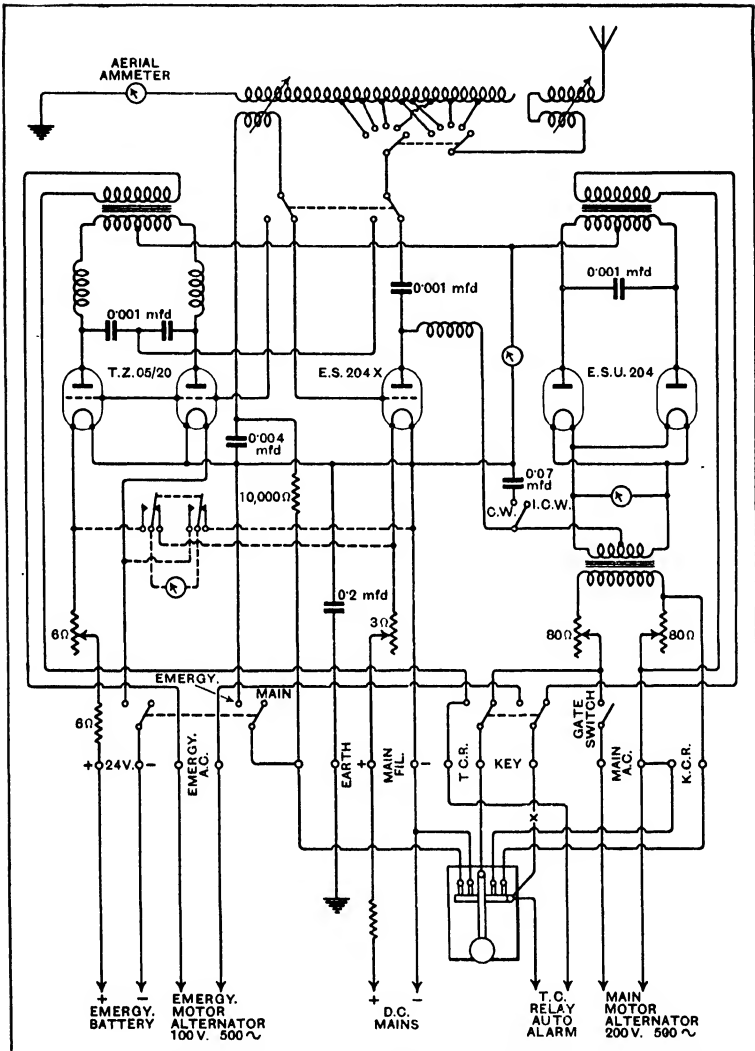 AERIAL
AMMETER
0·001 mfd
T.Z. 05/20
0·001 mfd
E.S. 204 X
0·001 mfd
E.S.U. 204
0·004
mfd
10,000Ω
0·07
mfd
C.W.
I.C.W.
6Ω
0·2 mfd
3Ω
80Ω
80Ω
6Ω
EMERGY.
MAIN
GATE
SWITCH
+ 24V. −
EMERGY.
A.C.
EARTH
+
MAIN
FIL.
−
T.C.R.
KEY
MAIN
A.C.
K.C.R.
X
+ −
EMERGY.
BATTERY
EMERGY.
MOTOR
ALTERNATOR
100 V. 500 ~
+ −
D.C.
MAINS
T.C.
RELAY
AUTO
ALARM
MAIN
MOTOR
ALTERNATOR
200 V. 500 ~